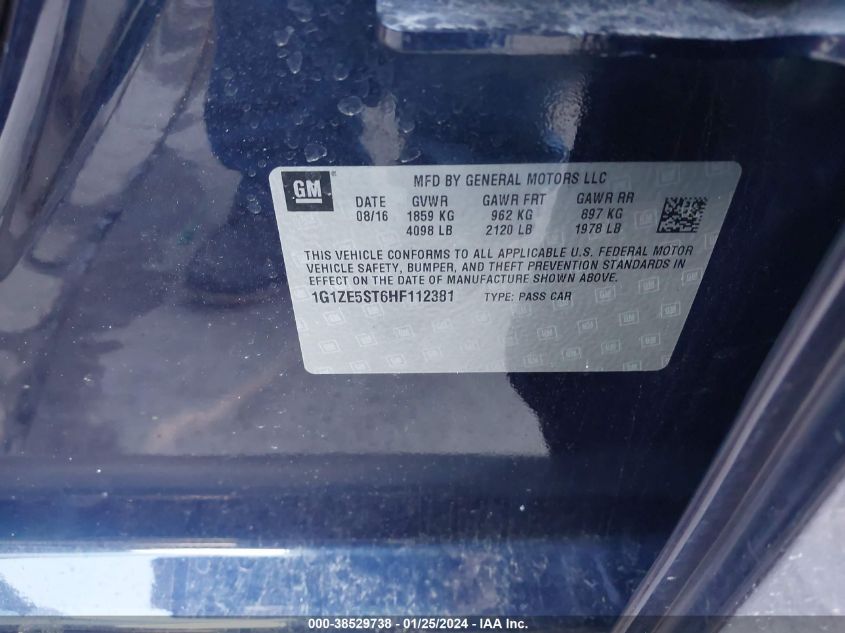 GM ® MFD BY GENERAL MOTORS LLC
DATE GVWR GAWR FRT GAWR RR
08/16 1859 KG 962 KG 897 KG
4098 LB 2120 LB 1978 LB
THIS VEHICLE CONFORMS TO ALL APPLICABLE U.S. FEDERAL MOTOR
VEHICLE SAFETY, BUMPER, AND THEFT PREVENTION STANDARDS IN
EFFECT ON THE DATE OF MANUFACTURE SHOWN ABOVE.
1G1ZE5ST6HF112381 TYPE: PASS CAR
000-38529738 - 01/25/2024 - IAA Inc.